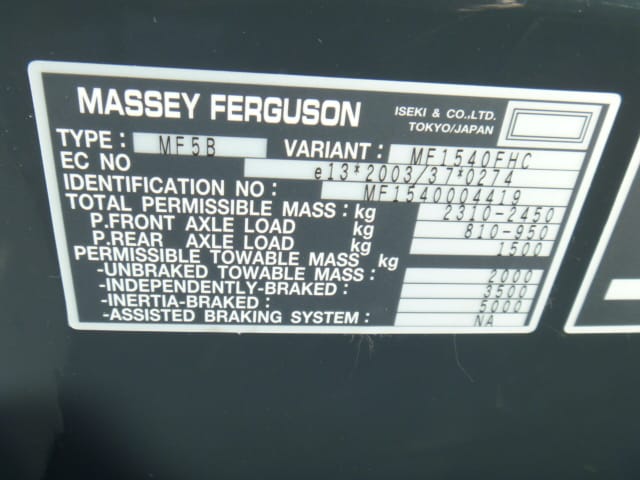 MASSEY FERGUSON ISEKI & CO.,LTD.
TOKYO/JAPAN
TYPE : MF5B VARIANT: MF1540FHC
EC NO e13*2003/37*0274
IDENTIFICATION NO : MF1540004419
TOTAL PERMISSIBLE MASS : kg 2310-2450
P.FRONT AXLE LOAD kg 810-950
P.REAR AXLE LOAD kg 1500
PERMISSIBLE TOWABLE MASS kg
-UNBRAKED TOWABLE MASS : 2000
-INDEPENDENTLY-BRAKED : 3500
-INERTIA-BRAKED : 5000
-ASSISTED BRAKING SYSTEM : NA